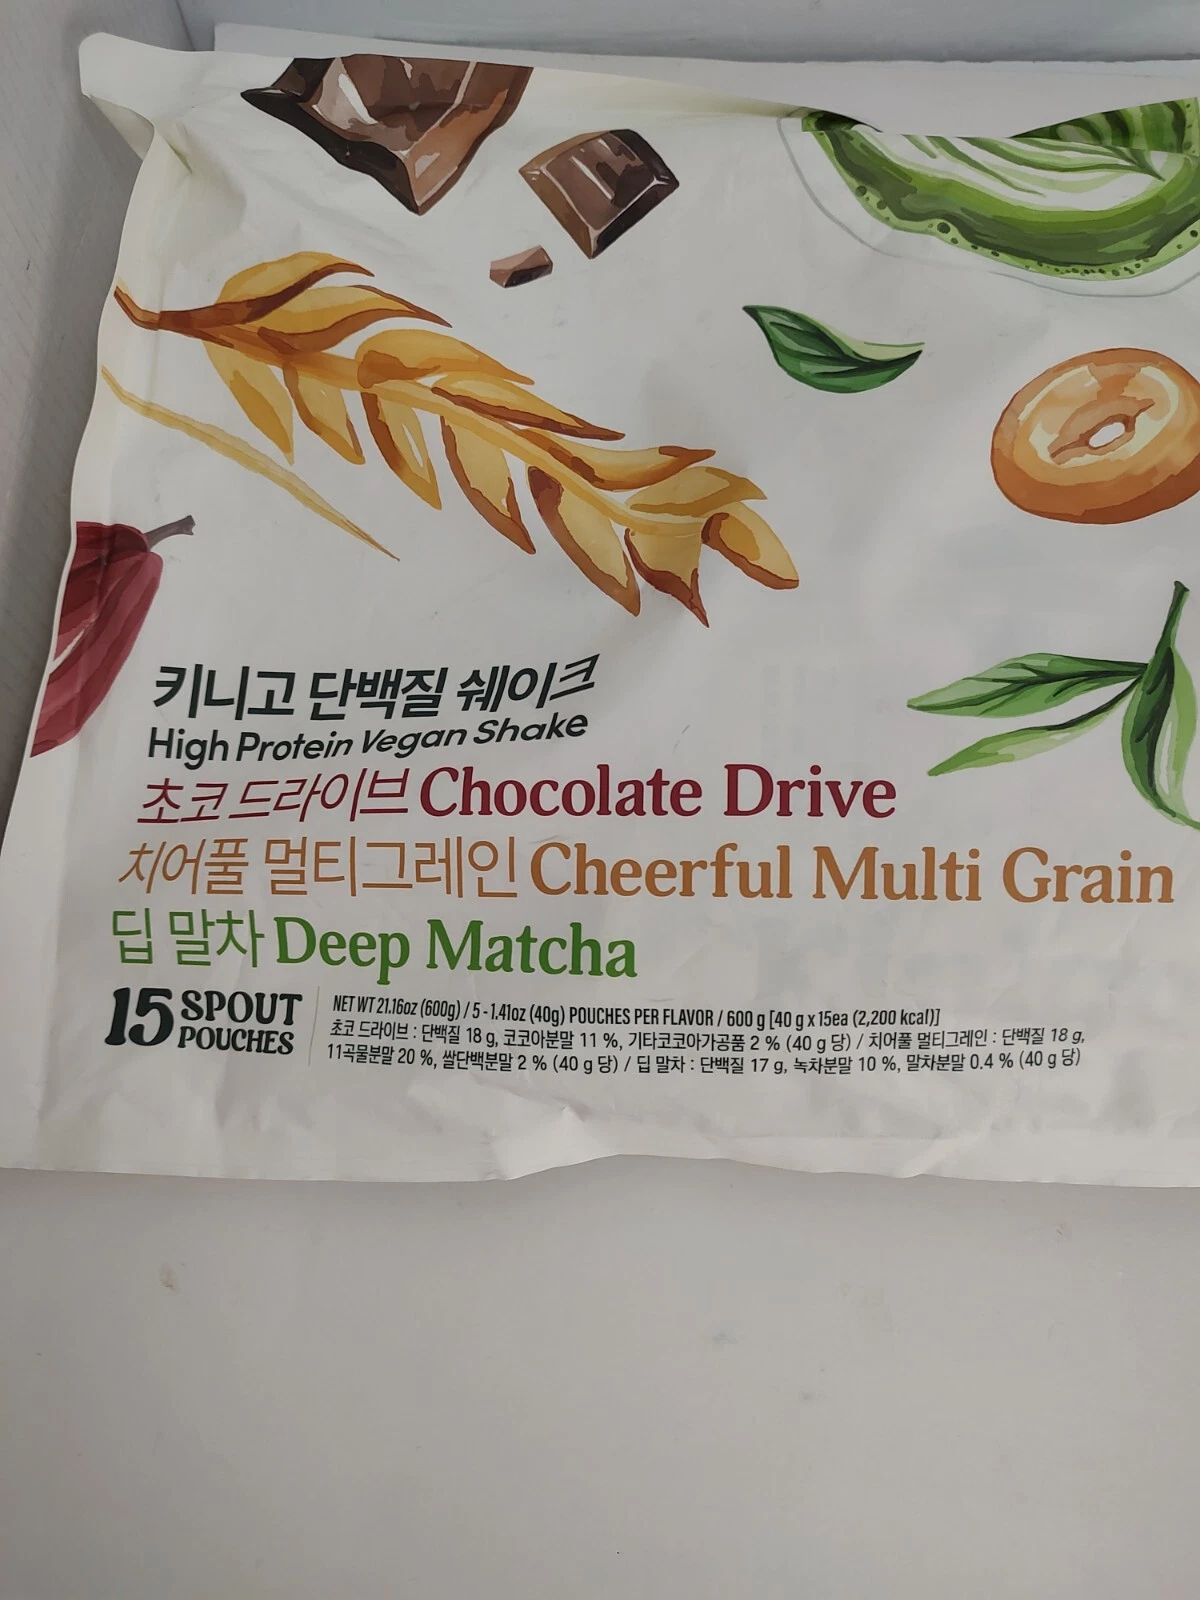 키니고 단백질 쉐이크
High Protein Vegan Shake
초코 드라이브 Chocolate Drive
치어풀 멀티그레인 Cheerful Multi Grain
딥 말차 Deep Matcha
15 SPOUT
POUCHES
NET WT 21.16oz (600g) / 5 - 1.41oz (40g) POUCHES PER FLAVOR / 600 g [40 g x 15ea (2,200 kcal)]
초코 드라이브 : 단백질 18 g, 코코아분말 11 %, 기타코코아가공품 2 % (40 g 당) / 치어풀 멀티그레인 : 단백질 18 g,
11곡물분말 20 %, 쌀단백분말 2 % (40 g 당) / 딥 말차 : 단백질 17 g, 녹차분말 10 %, 말차분말 0.4 % (40 g 당)